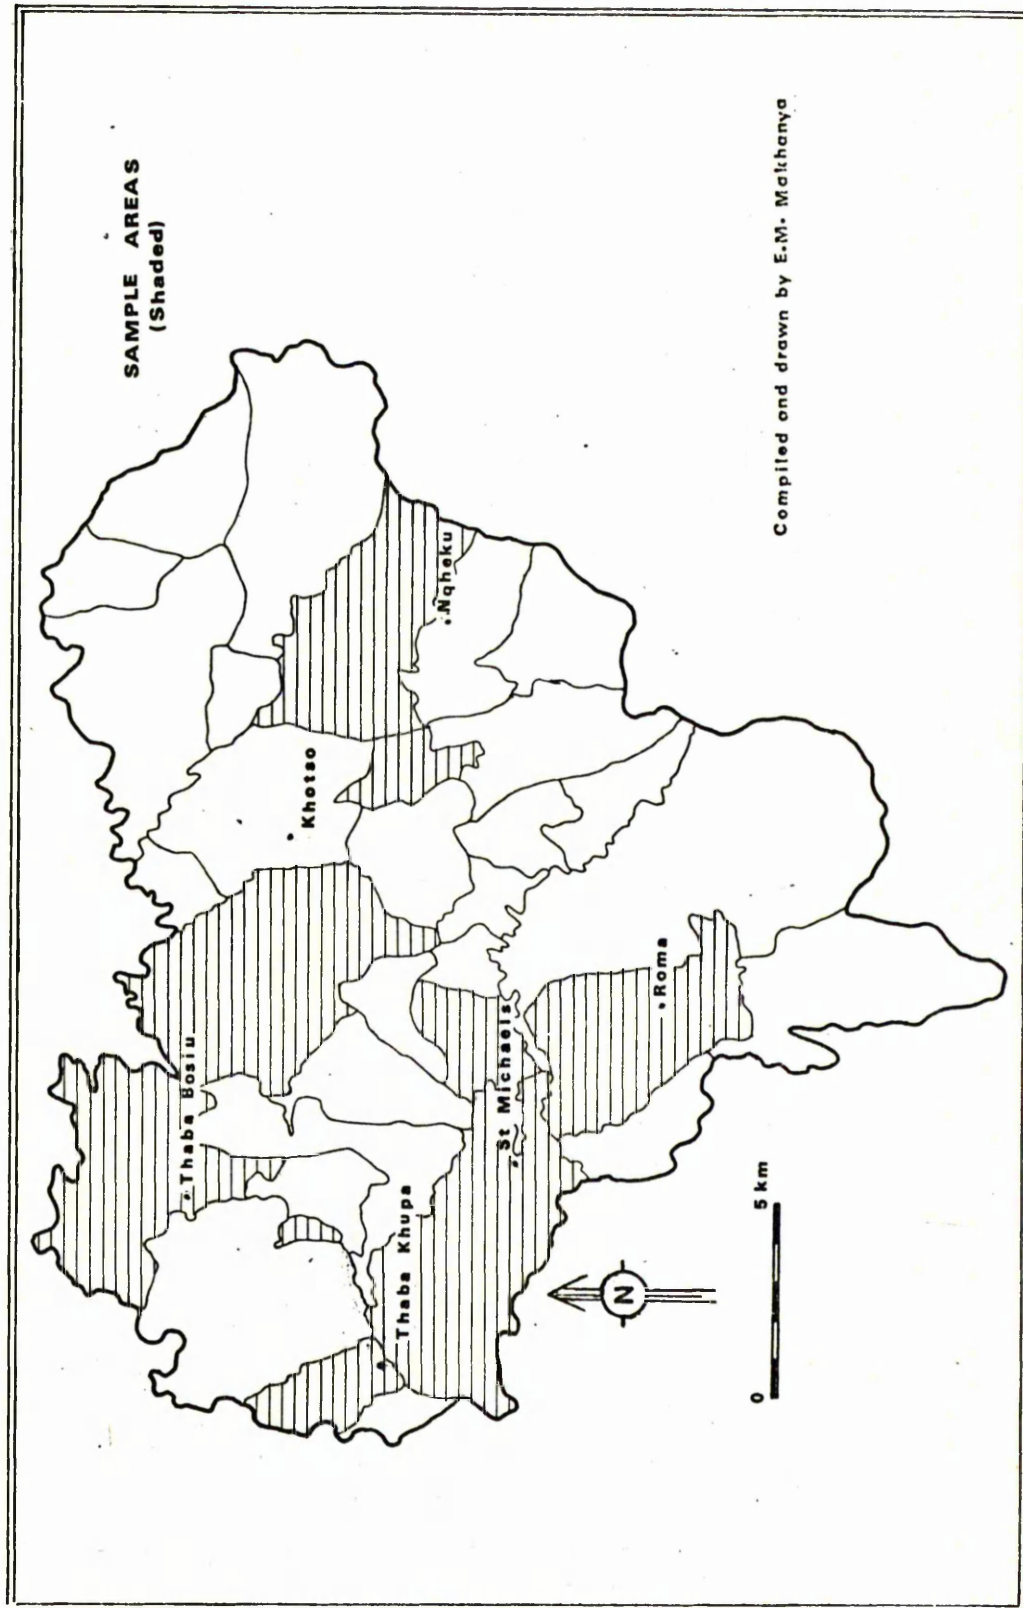 SAMPLE AREAS
(Shaded)
Thaba Bosiu
Khotso
Nqheku
Thaba Khupa
St Michaels
Roma
N
0 5 km
Compiled and drawn by E.M. Makhanya